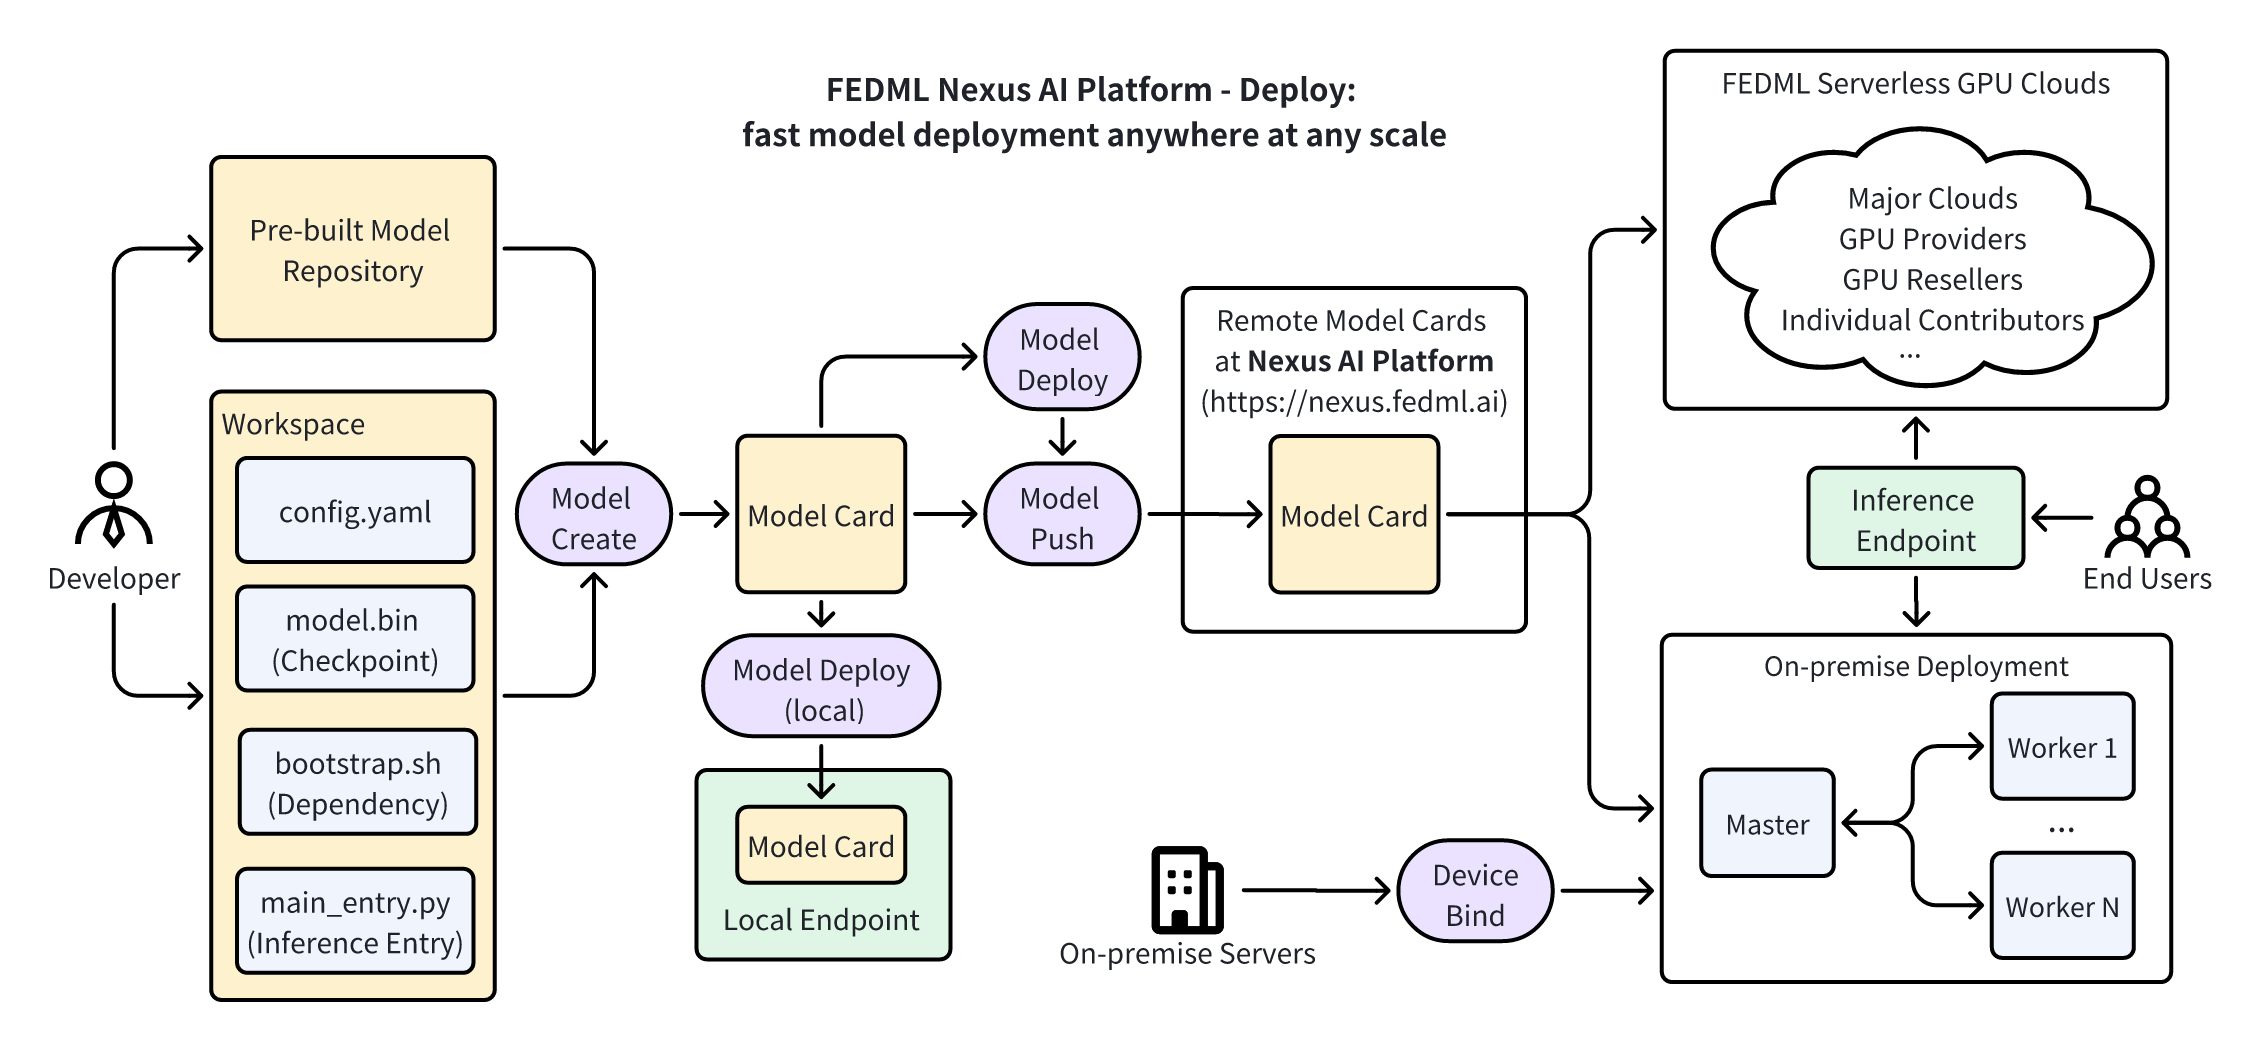 FEDML Nexus AI Platform - Deploy:
fast model deployment anywhere at any scale
Developer
Pre-built Model
Repository
Workspace
config.yaml
model.bin
(Checkpoint)
bootstrap.sh
(Dependency)
main_entry.py
(Inference Entry)
Model
Create
Model Card
Model
Deploy
Model
Push
Model Deploy
(local)
Model Card
Local Endpoint
Remote Model Cards
at Nexus AI Platform
(https://nexus.fedml.ai)
Model Card
On-premise Servers
Device
Bind
FEDML Serverless GPU Clouds
Major Clouds
GPU Providers
GPU Resellers
Individual Contributors
...
Inference
Endpoint
End Users
On-premise Deployment
Master
Worker 1
...
Worker N